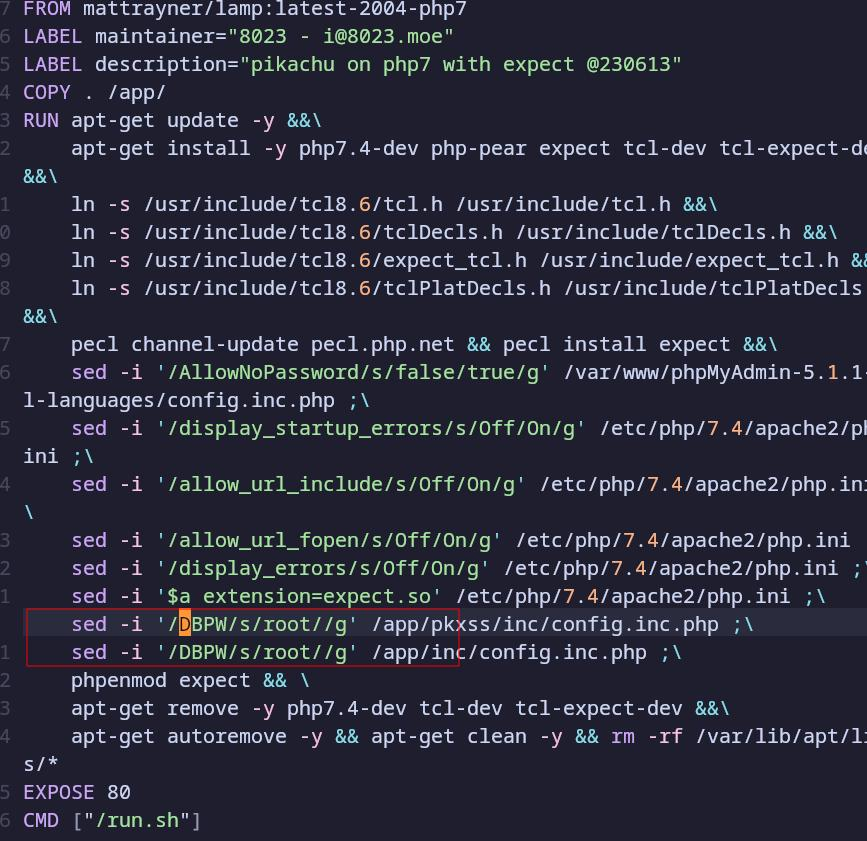 7 FROM mattrayner/lamp:latest-2004-php7
6 LABEL maintainer="8023 - i@8023.moe"
5 LABEL description="pikachu on php7 with expect @230613"
4 COPY . /app/
3 RUN apt-get update -y &&\
2 apt-get install -y php7.4-dev php-pear expect tcl-dev tcl-expect-de
&&\
1 ln -s /usr/include/tcl8.6/tcl.h /usr/include/tcl.h &&\
0 ln -s /usr/include/tcl8.6/tclDecls.h /usr/include/tclDecls.h &&\
9 ln -s /usr/include/tcl8.6/expect_tcl.h /usr/include/expect_tcl.h &&
8 ln -s /usr/include/tcl8.6/tclPlatDecls.h /usr/include/tclPlatDecls
&&\
7 pecl channel-update pecl.php.net && pecl install expect &&\
6 sed -i '/AllowNoPassword/s/false/true/g' /var/www/phpMyAdmin-5.1.1-
l-languages/config.inc.php ;\
5 sed -i '/display_startup_errors/s/Off/On/g' /etc/php/7.4/apache2/ph
ini ;\
4 sed -i '/allow_url_include/s/Off/On/g' /etc/php/7.4/apache2/php.ini
\
3 sed -i '/allow_url_fopen/s/Off/On/g' /etc/php/7.4/apache2/php.ini
2 sed -i '/display_errors/s/Off/On/g' /etc/php/7.4/apache2/php.ini ;\
1 sed -i '$a extension=expect.so' /etc/php/7.4/apache2/php.ini ;\
sed -i '/DBPW/s/root//g' /app/pkxss/inc/config.inc.php ;\
1 sed -i '/DBPW/s/root//g' /app/inc/config.inc.php ;\
2 phpenmod expect && \
3 apt-get remove -y php7.4-dev tcl-dev tcl-expect-dev &&\
4 apt-get autoremove -y && apt-get clean -y && rm -rf /var/lib/apt/li
s/*
5 EXPOSE 80
6 CMD ["/run.sh"]